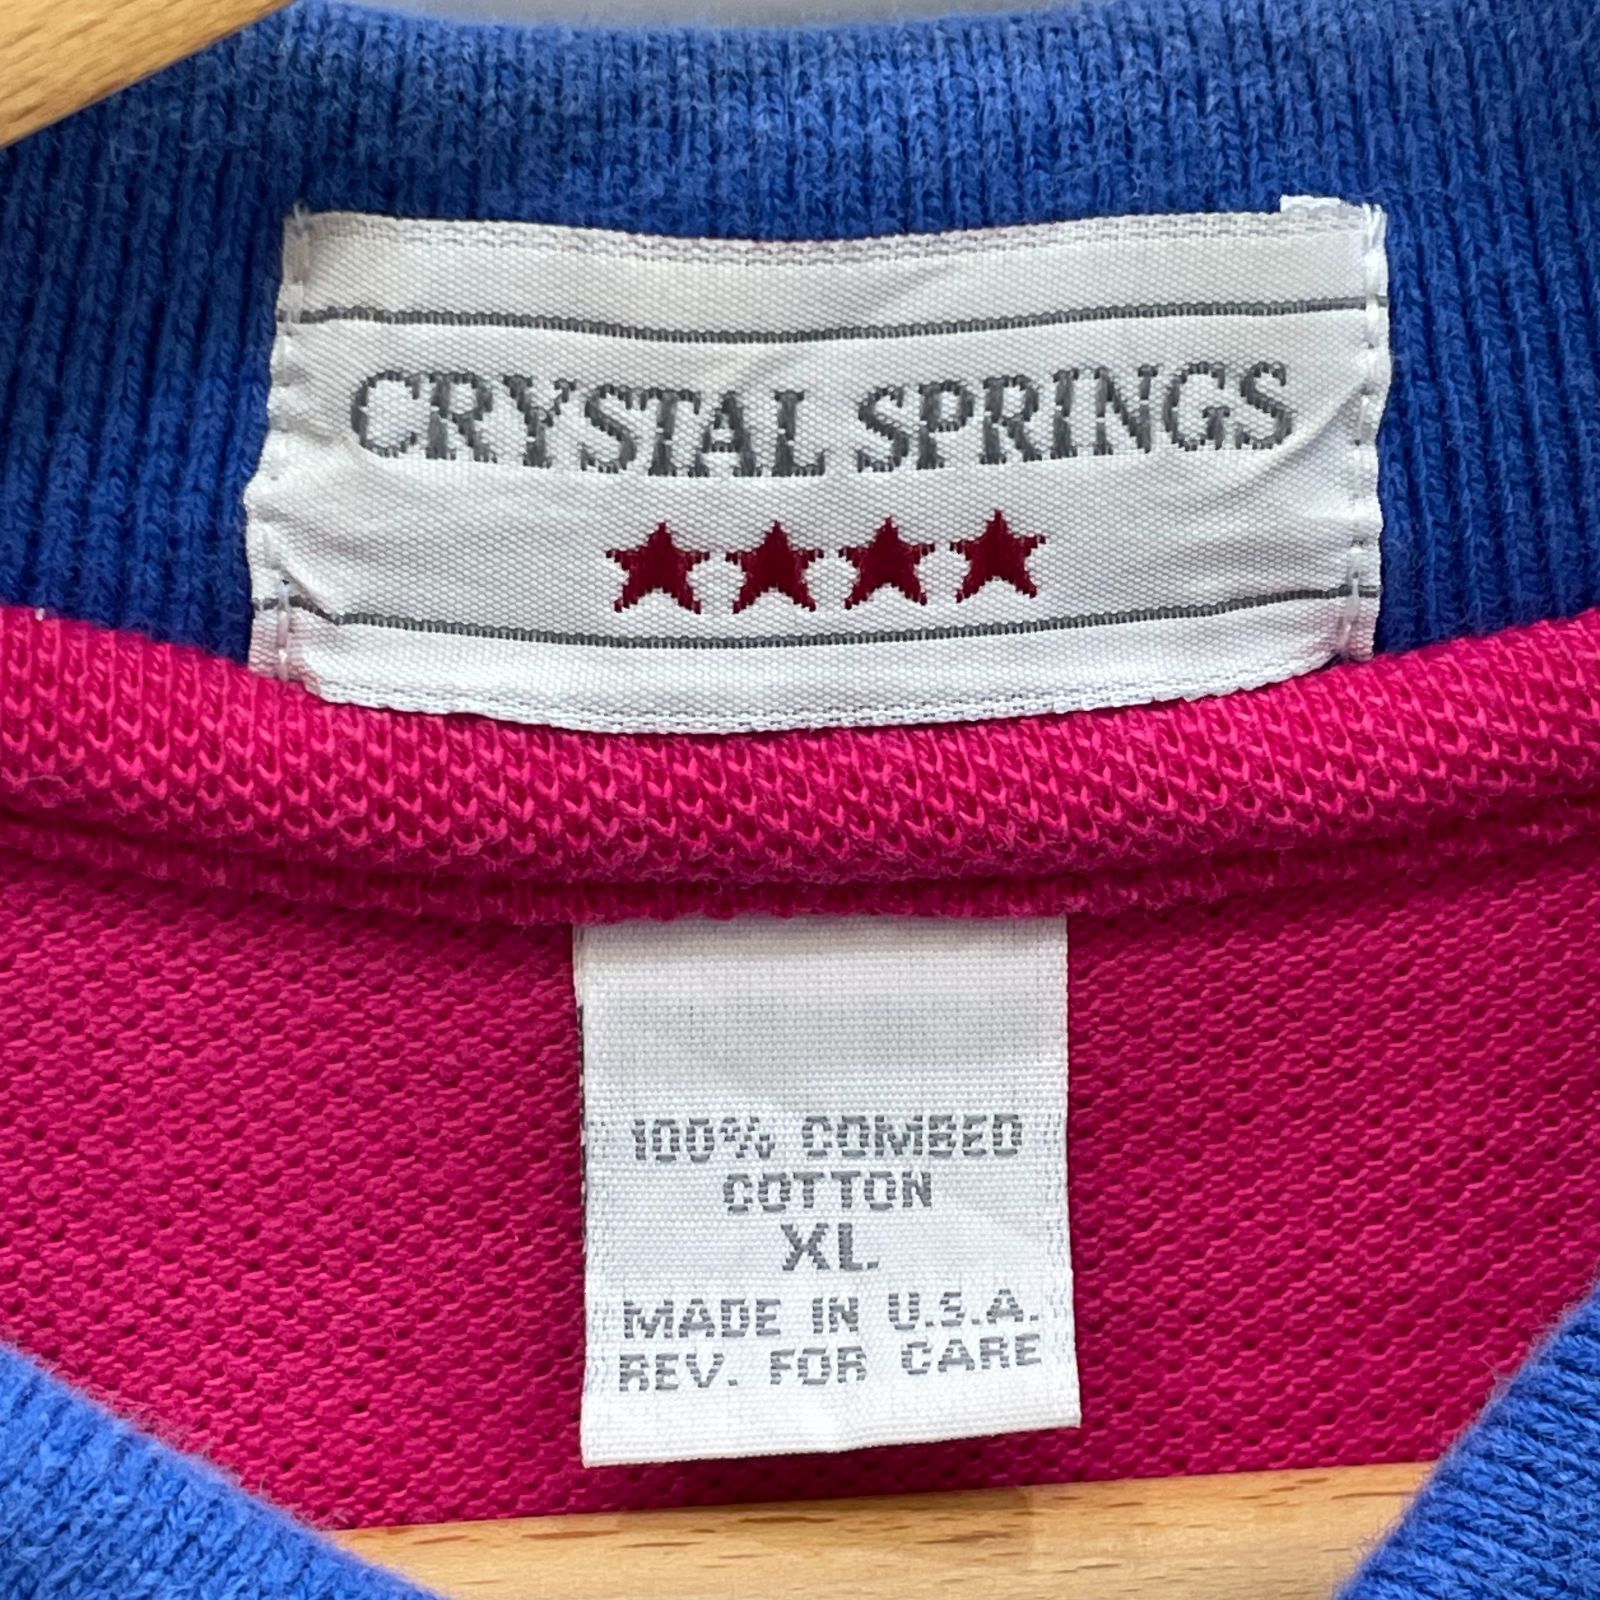 CRYSTAL SPRINGS
100% COMBED
COTTON
XL
MADE IN U.S.A.
REV. FOR CARE